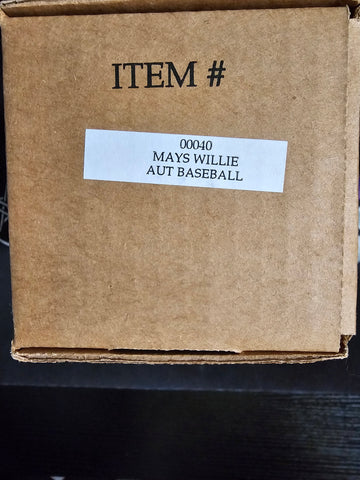 ITEM #
00040
MAYS WILLIE
AUT BASEBALL